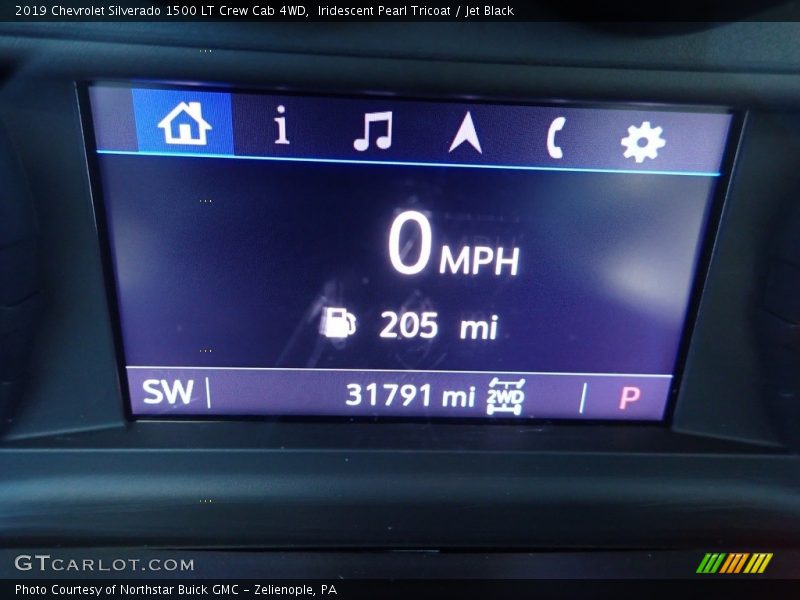 2019 Chevrolet Silverado 1500 LT Crew Cab 4WD,  Iridescent Pearl Tricoat / Jet Black
i
0 MPH
205 mi
SW
31791 mi 2WD
P
GTCARLOT.COM
Photo Courtesy of Northstar Buick GMC - Zelienople, PA